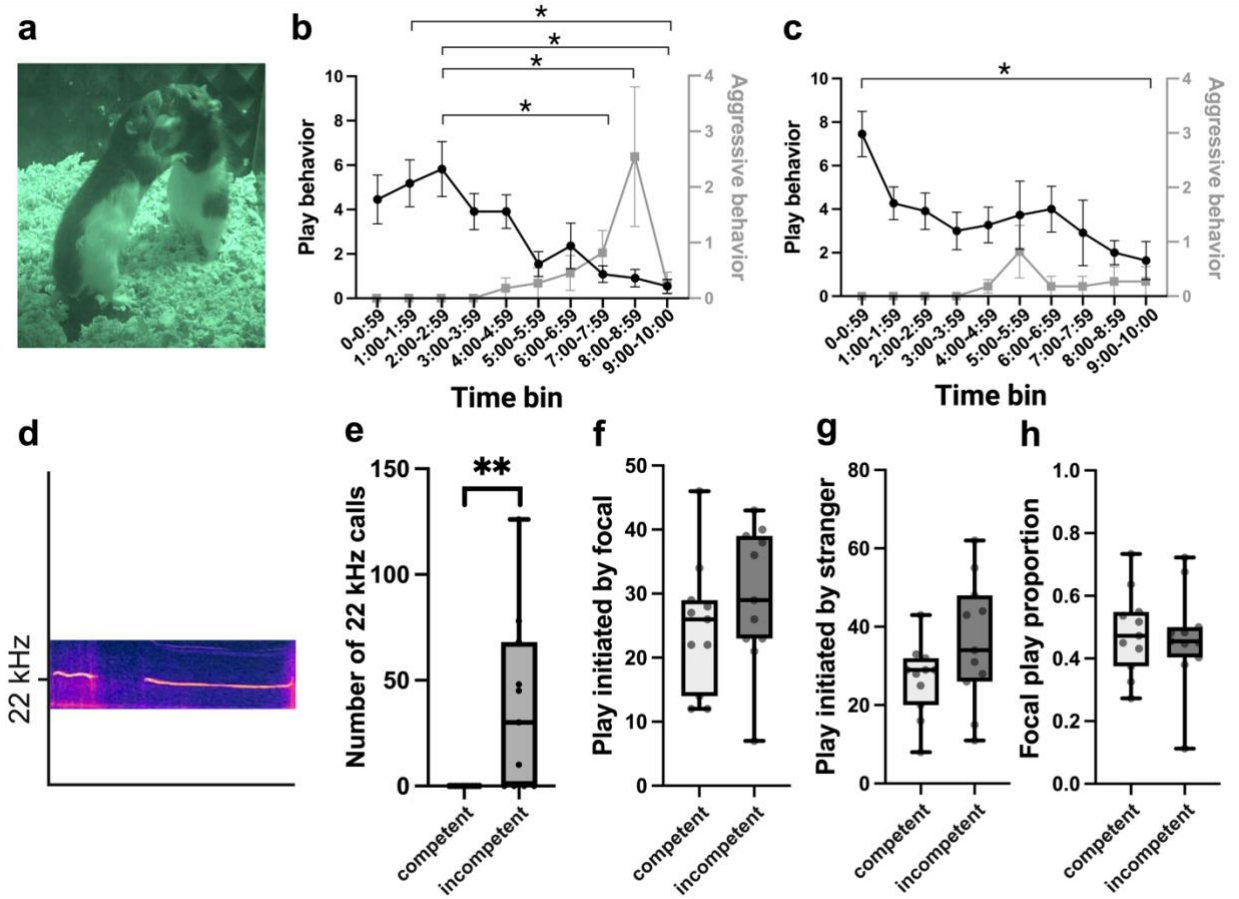 a
b
*
*
*
*
Play behavior
10
8
6
4
2
0
4
3
2
1
0
Aggressive behavior
0-0:59
1:00-1:59
2:00-2:59
3:00-3:59
4:00-4:59
5:00-5:59
6:00-6:59
7:00-7:59
8:00-8:59
9:00-10:00
Time bin
c
*
Play behavior
10
8
6
4
2
0
4
3
2
1
0
Aggressive behavior
0-0:59
1:00-1:59
2:00-2:59
3:00-3:59
4:00-4:59
5:00-5:59
6:00-6:59
7:00-7:59
8:00-8:59
9:00-10:00
Time bin
d
22 kHz
e
**
Number of 22 kHz calls
150
100
50
0
competent
incompetent
f
Play initiated by focal
50
40
30
20
10
0
competent
incompetent
g
Play initiated by stranger
80
60
40
20
0
competent
incompetent
h
Focal play proportion
1.0
0.8
0.6
0.4
0.2
0.0
competent
incompetent